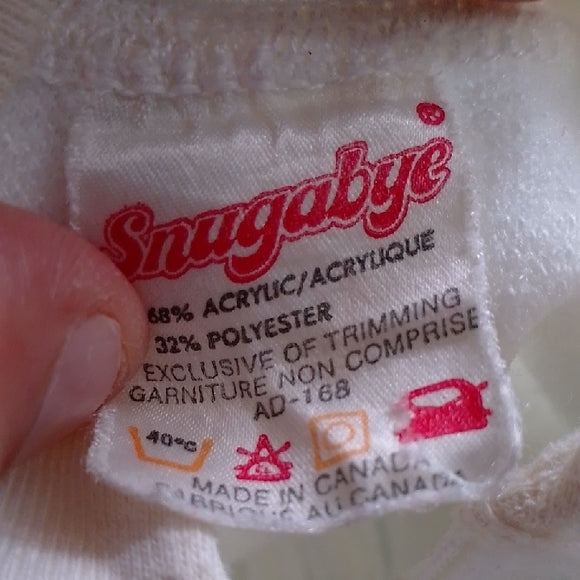 Snugabye®
68% ACRYLIC/ACRYLIQUE
32% POLYESTER
EXCLUSIVE OF TRIMMING
GARNITURE NON COMPRISE
AD-168
40°C
MADE IN CANADA
FABRIQUÉ AU CANADA